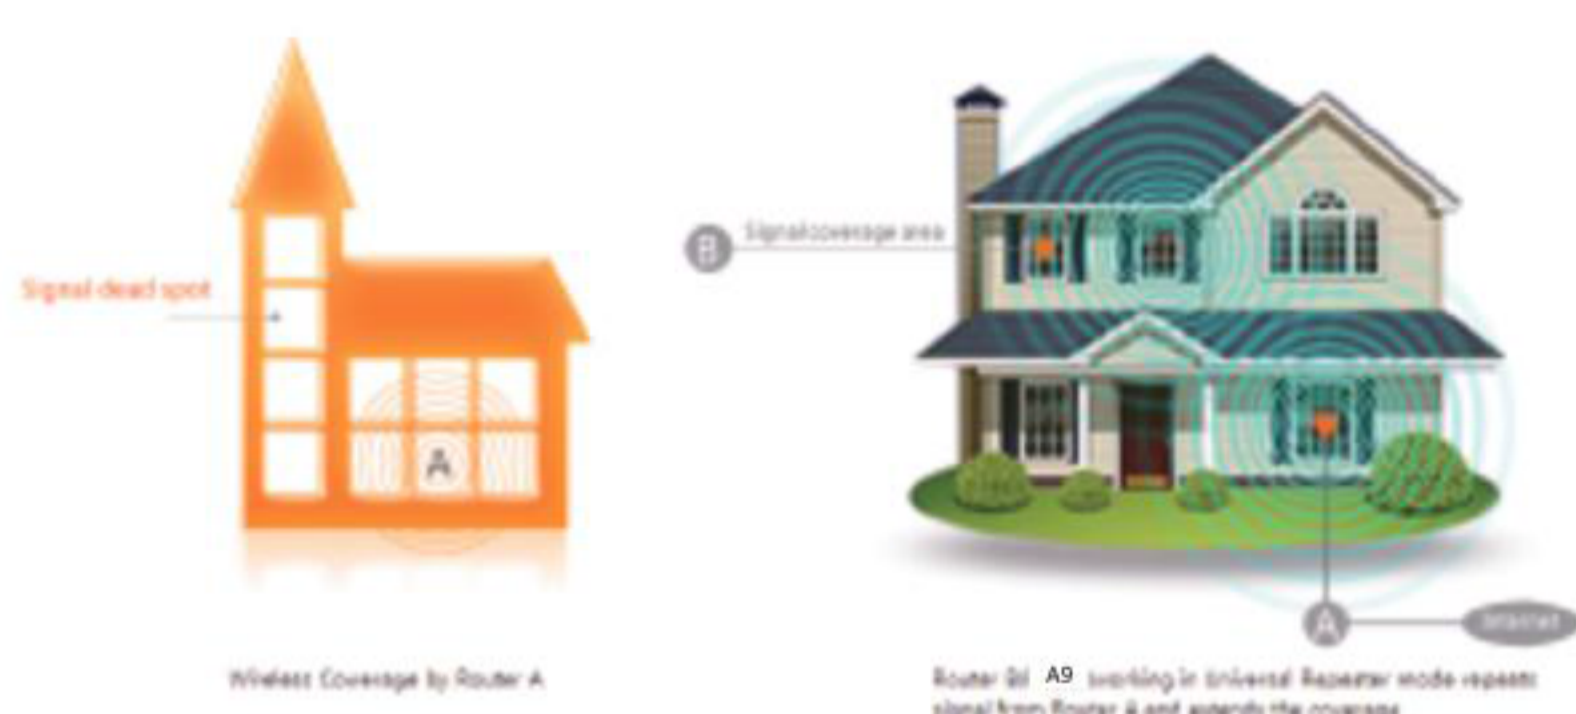 Signal dead spot
A
Wireless Coverage by Router A
B
Signal coverage area
A
Internet
Router B( A9 )working in Universal Repeater mode repeats
signal from Router A and extends the coverage